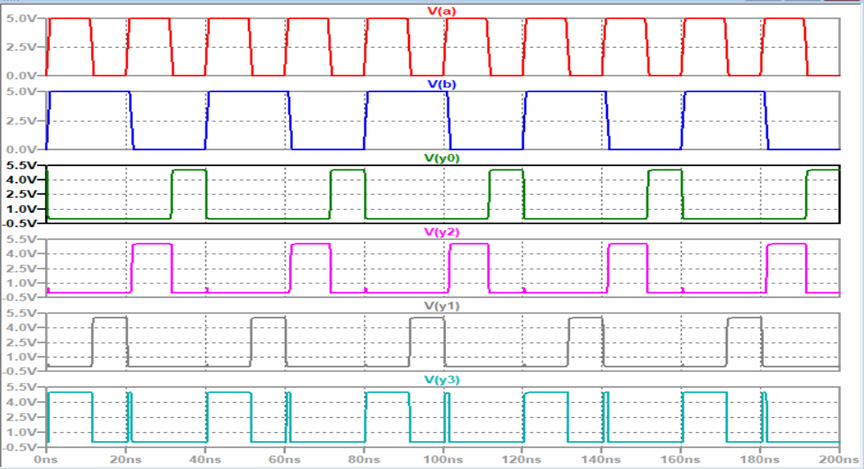 V(a)
5.0V
2.5V
0.0V
V(b)
5.0V
2.5V
0.0V
V(y0)
5.5V
4.0V
2.5V
1.0V
-0.5V
V(y2)
5.5V
4.0V
2.5V
1.0V
-0.5V
V(y1)
5.5V
4.0V
2.5V
1.0V
-0.5V
V(y3)
5.5V
4.0V
2.5V
1.0V
-0.5V
0ns 20ns 40ns 60ns 80ns 100ns 120ns 140ns 160ns 180ns 200ns